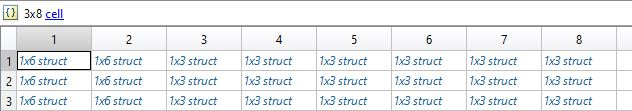 {} 3x8 cell
1 2 3 4 5 6 7 8
1 1x6 struct 1x6 struct 1x3 struct 1x3 struct 1x3 struct 1x3 struct 1x3 struct 1x3 struct
2 1x6 struct 1x6 struct 1x3 struct 1x3 struct 1x3 struct 1x3 struct 1x3 struct 1x3 struct
3 1x6 struct 1x6 struct 1x3 struct 1x3 struct 1x3 struct 1x3 struct 1x3 struct 1x3 struct